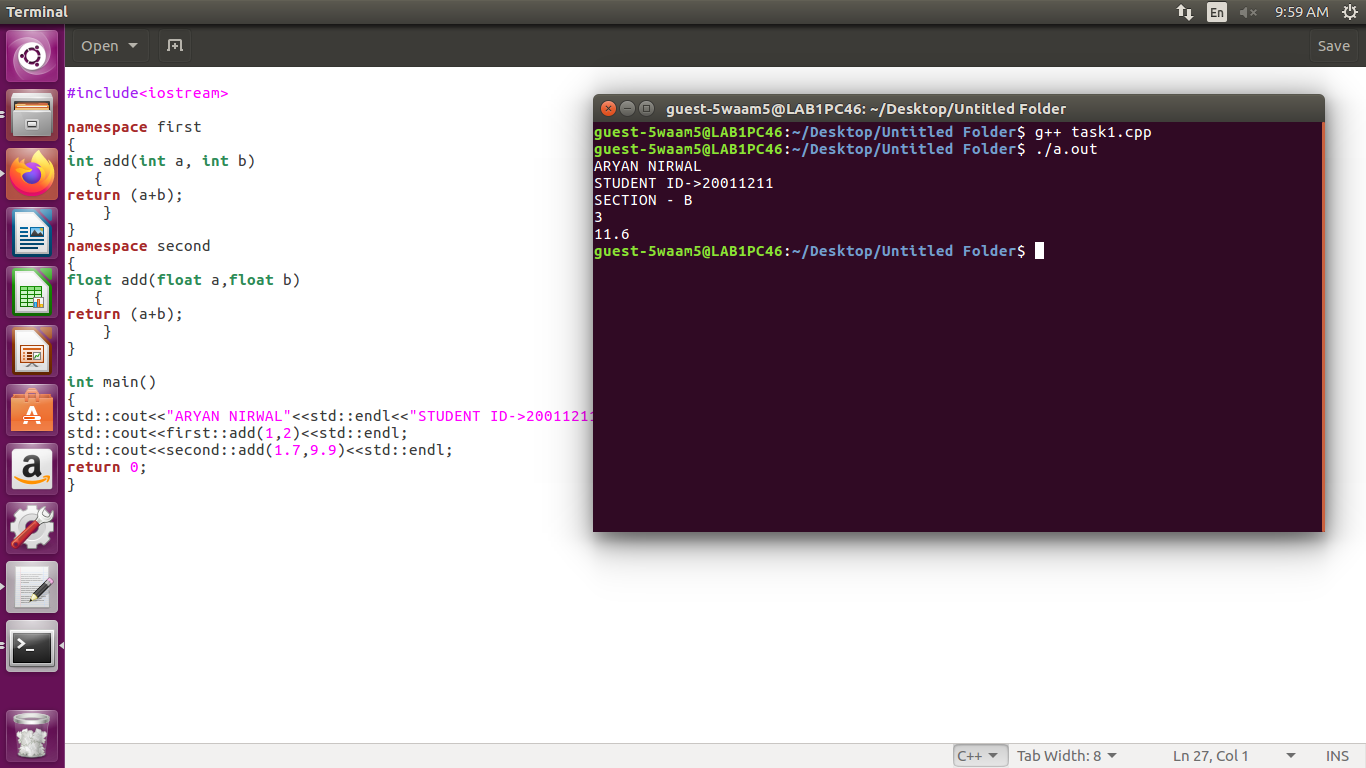 Terminal
En
9:59 AM
Open
Save
#include<iostream>
namespace first
{
int add(int a, int b)
{
return (a+b);
}
}
namespace second
{
float add(float a,float b)
{
return (a+b);
}
}
int main()
{
std::cout<<"ARYAN NIRWAL"<<std::endl<<"STUDENT ID->20011211
std::cout<<first::add(1,2)<<std::endl;
std::cout<<second::add(1.7,9.9)<<std::endl;
return 0;
}
guest-5waam5@LAB1PC46: ~/Desktop/Untitled Folder
guest-5waam5@LAB1PC46:~/Desktop/Untitled Folder$ g++ task1.cpp
guest-5waam5@LAB1PC46:~/Desktop/Untitled Folder$ ./a.out
ARYAN NIRWAL
STUDENT ID->20011211
SECTION - B
3
11.6
guest-5waam5@LAB1PC46:~/Desktop/Untitled Folder$
C++
Tab Width: 8
Ln 27, Col 1
INS